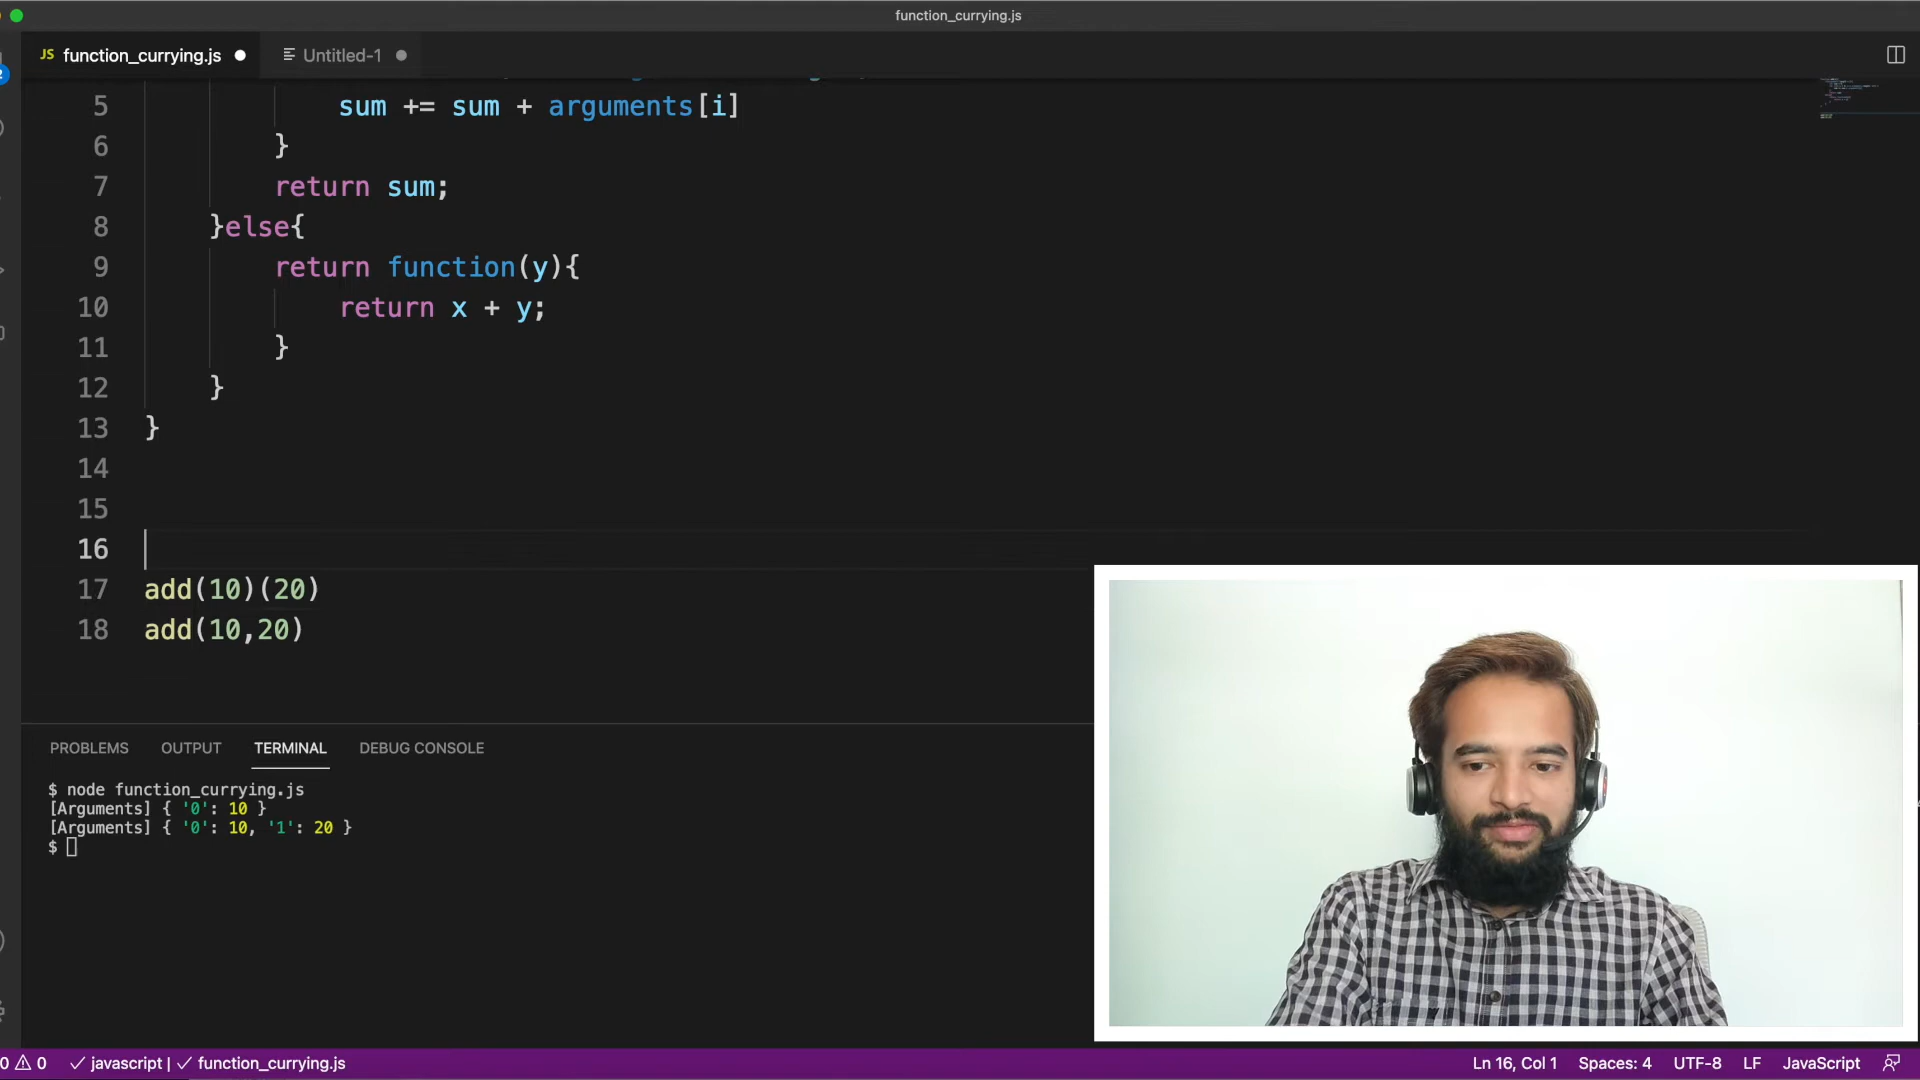 function_currying.js
JS function_currying.js Untitled-1
5 sum += sum + arguments[i]
6 }
7 return sum;
8 }else{
9 return function(y){
10 return x + y;
11 }
12 }
13 }
14
15
16
17 add(10)(20)
18 add(10,20)
PROBLEMS OUTPUT TERMINAL DEBUG CONSOLE
$ node function_currying.js
[Arguments] { '0': 10 }
[Arguments] { '0': 10, '1': 20 }
$
0 0 javascript | function_currying.js Ln 16, Col 1 Spaces: 4 UTF-8 LF JavaScript